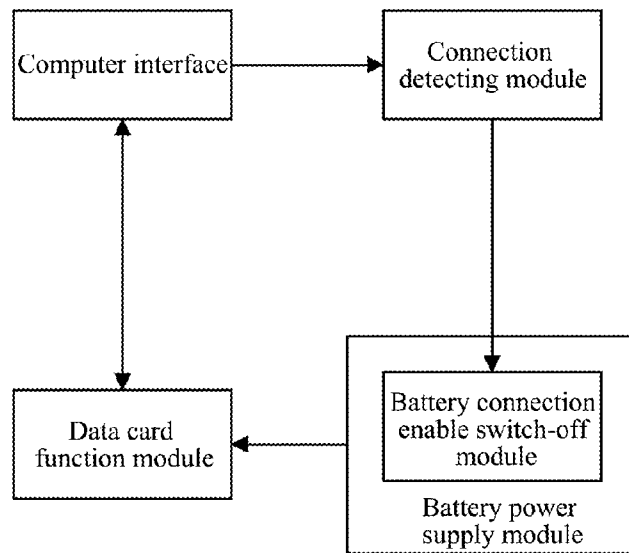 Computer interface
Connection
detecting module
Data card
function module
Battery connection
enable switch-off
module
Battery power
supply module